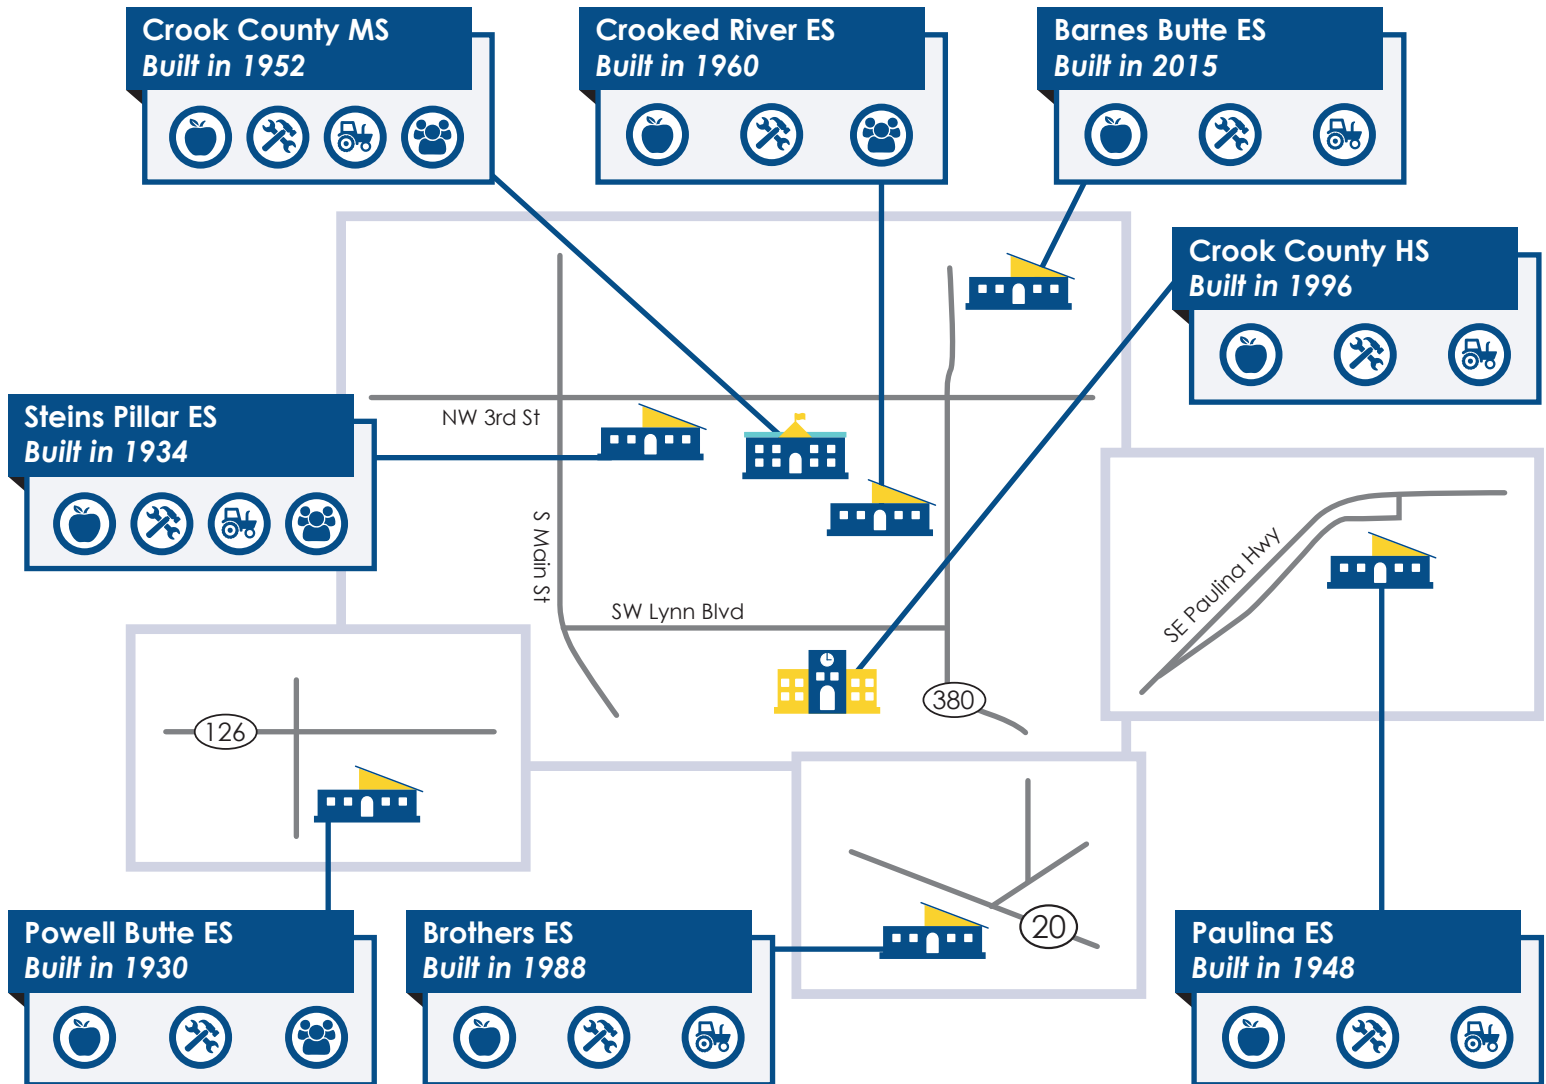 Crook County MS
Built in 1952
Crooked River ES
Built in 1960
Barnes Butte ES
Built in 2015
Crook County HS
Built in 1996
Steins Pillar ES
Built in 1934
NW 3rd St
S Main St
SW Lynn Blvd
SE Paulina Hwy
380
126
20
Powell Butte ES
Built in 1930
Brothers ES
Built in 1988
Paulina ES
Built in 1948